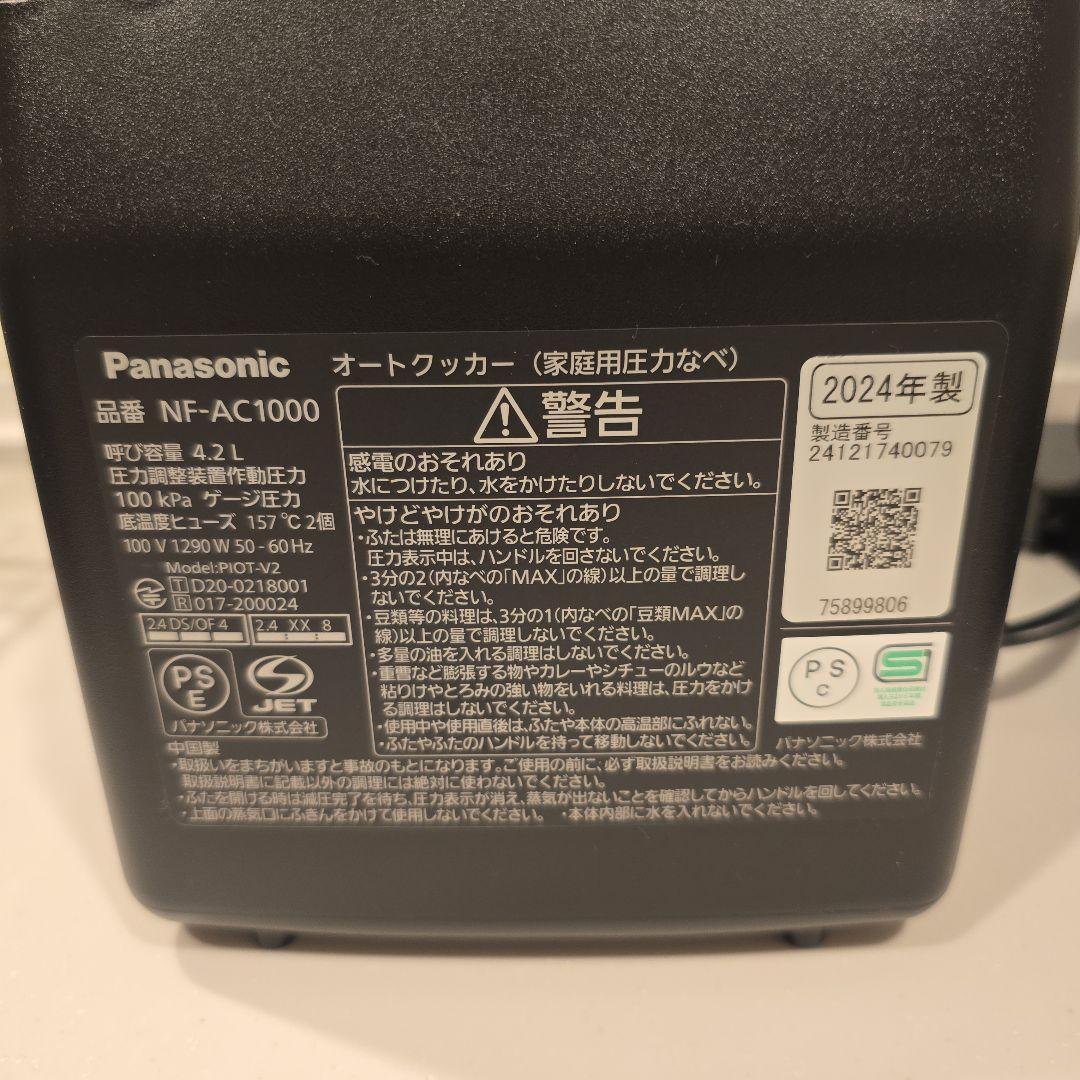 Panasonic オートクッカー（家庭用圧力なべ）
品番 NF-AC1000
呼び容量 4.2 L
圧力調整装置作動圧力
100 kPa ゲージ圧力
底温度ヒューズ 157 ℃ 2個
100 V 1290 W 50 - 60 Hz
Model:PIOT-V2
T D20-0218001
R 017-200024
2.4 DS/OF 4
2.4 XX 8
PS
E
JET
パナソニック株式会社
中国製
警告
感電のおそれあり
水につけたり、水をかけたりしないでください。
やけどやけがのおそれあり
・ふたは無理にあけると危険です。
圧力表示中は、ハンドルを回さないでください。
・3分の2(内なべの「MAX」の線)以上の量で調理し
ないでください。
・豆類等の料理は、3分の1(内なべの「豆類MAX」の
線)以上の量で調理しないでください。
・多量の油を入れる調理はしないでください。
・重曹など膨張する物やカレーやシチューのルウなど
粘りけやとろみの強い物をいれる料理は、圧力をかけ
る調理はしないでください。
・使用中や使用直後は、ふたや本体の高温部にふれない。
・ふたやふたのハンドルを持って移動しないでください。
2024年製
製造番号
24121740079
75899806
PS
C
パナソニック株式会社
・取扱いをまちがいますと事故のもとになります。ご使用の前に、必ず取扱説明書をお読みください。
取扱説明書に記載以外の調理には絶対に使わないでください。
・ふたを開ける時は減圧完了を待ち、圧力表示が消え、蒸気が出ないことを確認してからハンドルを回してください。
・上面の蒸気口にふきんをかけて使用しないでください。 ・本体内部に水を入れないでください。